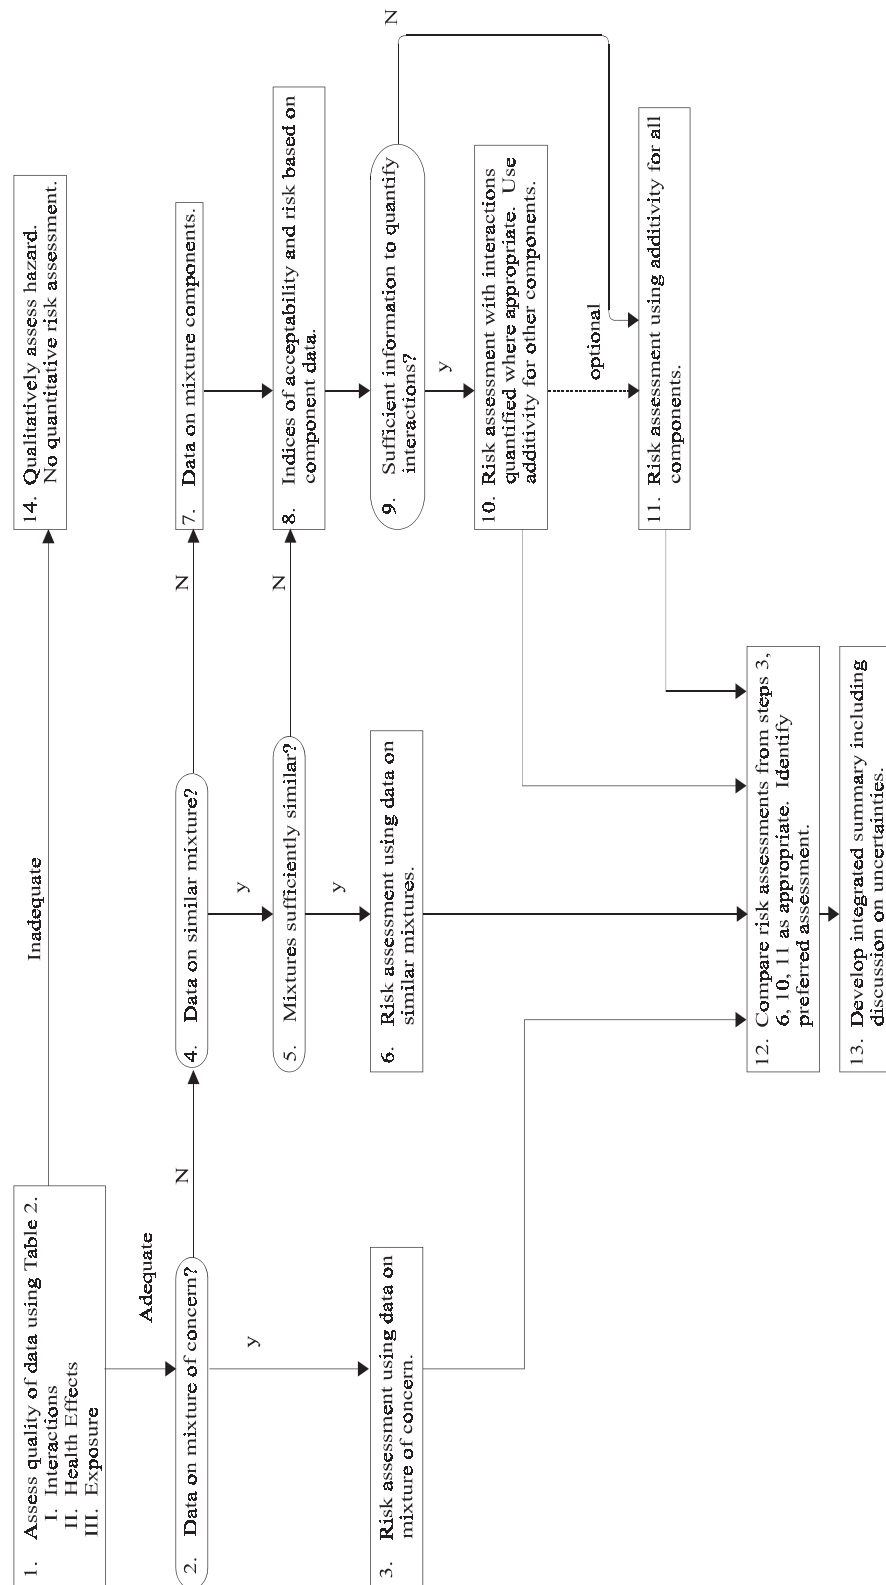 1. Assess quality of data using Table 2.
I. Interactions
II. Health Effects
III. Exposure
Inadequate
14. Qualitatively assess hazard.
No quantitative risk assessment.
Adequate
2. Data on mixture of concern?
N
4. Data on similar mixture?
N
7. Data on mixture components.
y
y
5. Mixtures sufficiently similar?
N
8. Indices of acceptability and risk based on
component data.
y
3. Risk assessment using data on
mixture of concern.
6. Risk assessment using data on
similar mixtures.
9. Sufficient information to quantify
interactions?
N
y
10. Risk assessment with interactions
quantified where appropriate. Use
additivity for other components.
optional
11. Risk assessment using additivity for all
components.
12. Compare risk assessments from steps 3,
6, 10, 11 as appropriate. Identify
preferred assessment.
13. Develop integrated summary including
discussion on uncertainties.